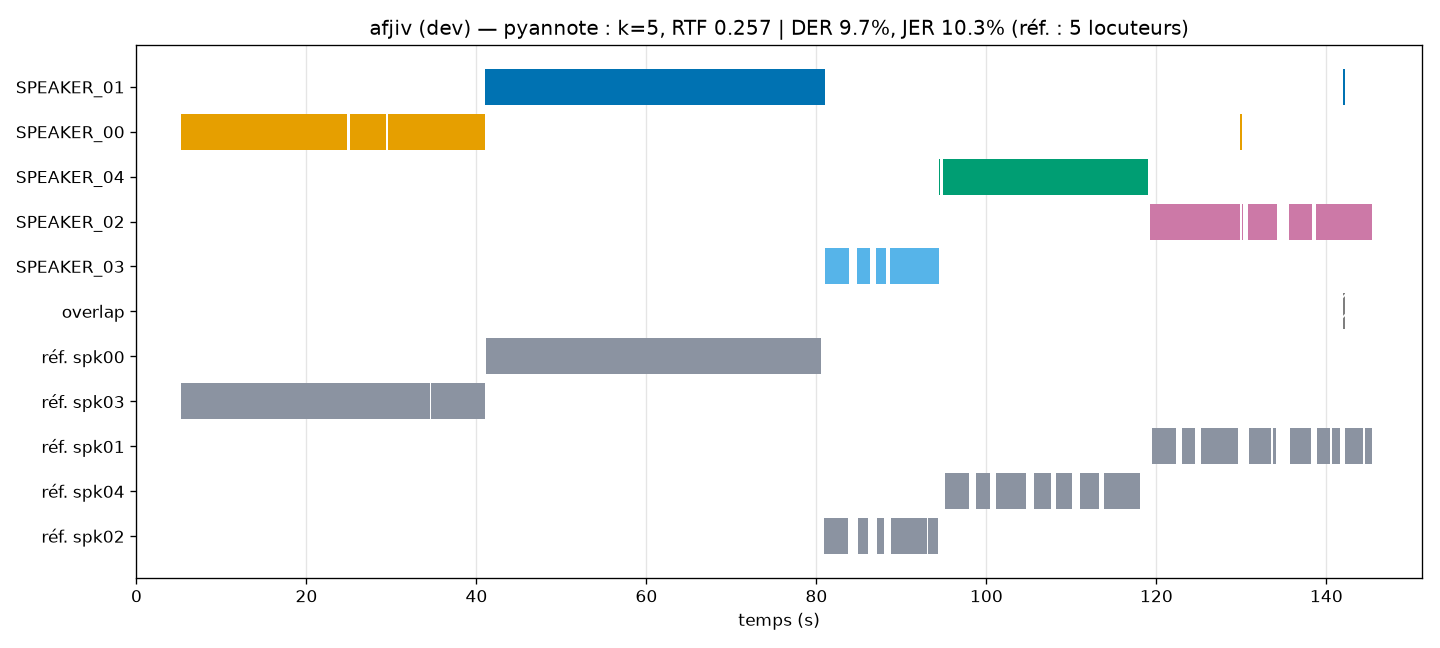 afjiv (dev) — pyannote : k=5, RTF 0.257 | DER 9.7%, JER 10.3% (réf. : 5 locuteurs)
SPEAKER_01
SPEAKER_00
SPEAKER_04
SPEAKER_02
SPEAKER_03
overlap
réf. spk00
réf. spk03
réf. spk01
réf. spk04
réf. spk02
0 20 40 60 80 100 120 140
temps (s)